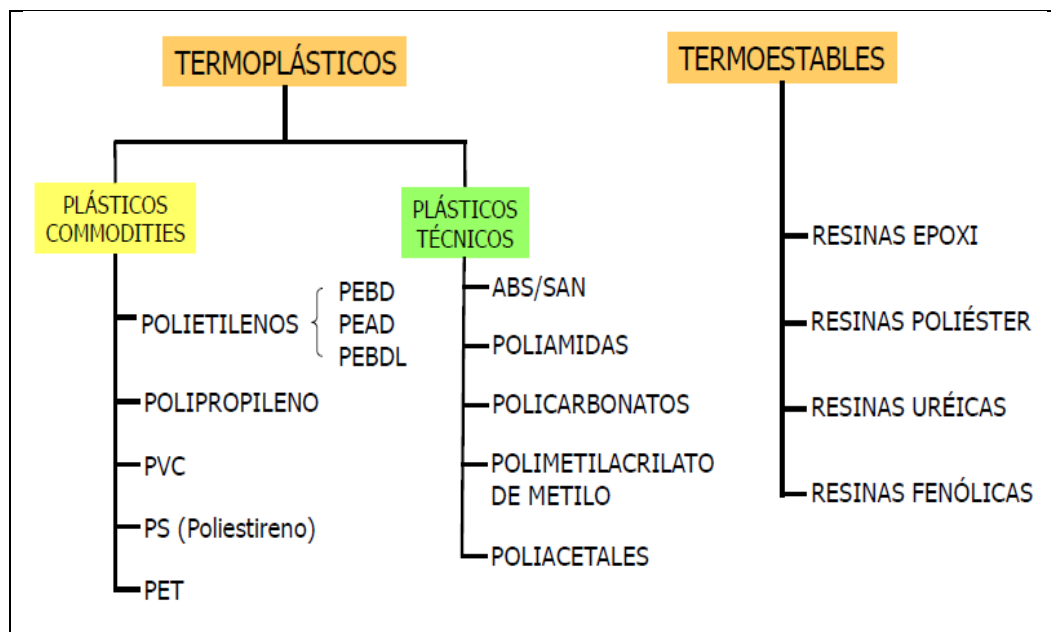 TERMOPLÁSTICOS
PLÁSTICOS
COMMODITIES
POLIETILENOS
PEBD
PEAD
PEBDL
POLIPROPILENO
PVC
PS (Poliestireno)
PET
PLÁSTICOS
TÉCNICOS
ABS/SAN
POLIAMIDAS
POLICARBONATOS
POLIMETILACRILATO
DE METILO
POLIACETALES
TERMOESTABLES
RESINAS EPOXI
RESINAS POLIÉSTER
RESINAS URÉICAS
RESINAS FENÓLICAS